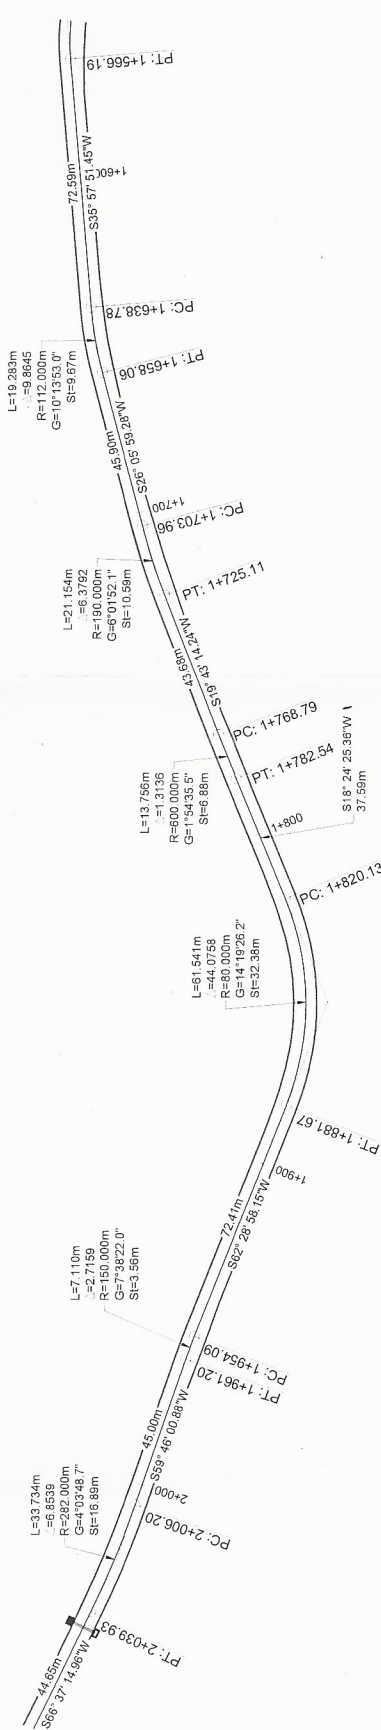 PT: 1+566.19
72.59m
S35° 57' 51.45"W
1+600
PC: 1+638.78
L=19.283m
△=9.8645
R=112.000m
G=10°13'53.0"
St=9.67m
PT: 1+658.06
45.90m
S26° 05' 59.28"W
1+700
PC: 1+703.96
L=21.154m
△=6.3792
R=190.000m
G=6°01'52.1"
St=10.59m
PT: 1+725.11
43.68m
S19° 43' 14.24"W
PC: 1+768.79
L=13.756m
△=1.3136
R=600.000m
G=1°54'35.5"
St=6.88m
PT: 1+782.54
S18° 24' 25.36"W
37.59m
1+800
PC: 1+820.13
L=61.541m
△=44.0758
R=80.000m
G=14°19'26.2"
St=32.38m
PT: 1+881.67
1+900
72.41m
S62° 28' 58.15"W
L=7.110m
△=2.7159
R=150.000m
G=7°38'22.0"
St=3.56m
PC: 1+954.09
PT: 1+961.20
45.00m
S59° 46' 00.88"W
2+000
PC: 2+006.20
L=33.734m
△=6.8539
R=282.000m
G=4°03'48.7"
St=16.89m
PT: 2+039.93
44.65m
S66° 37' 14.96"W